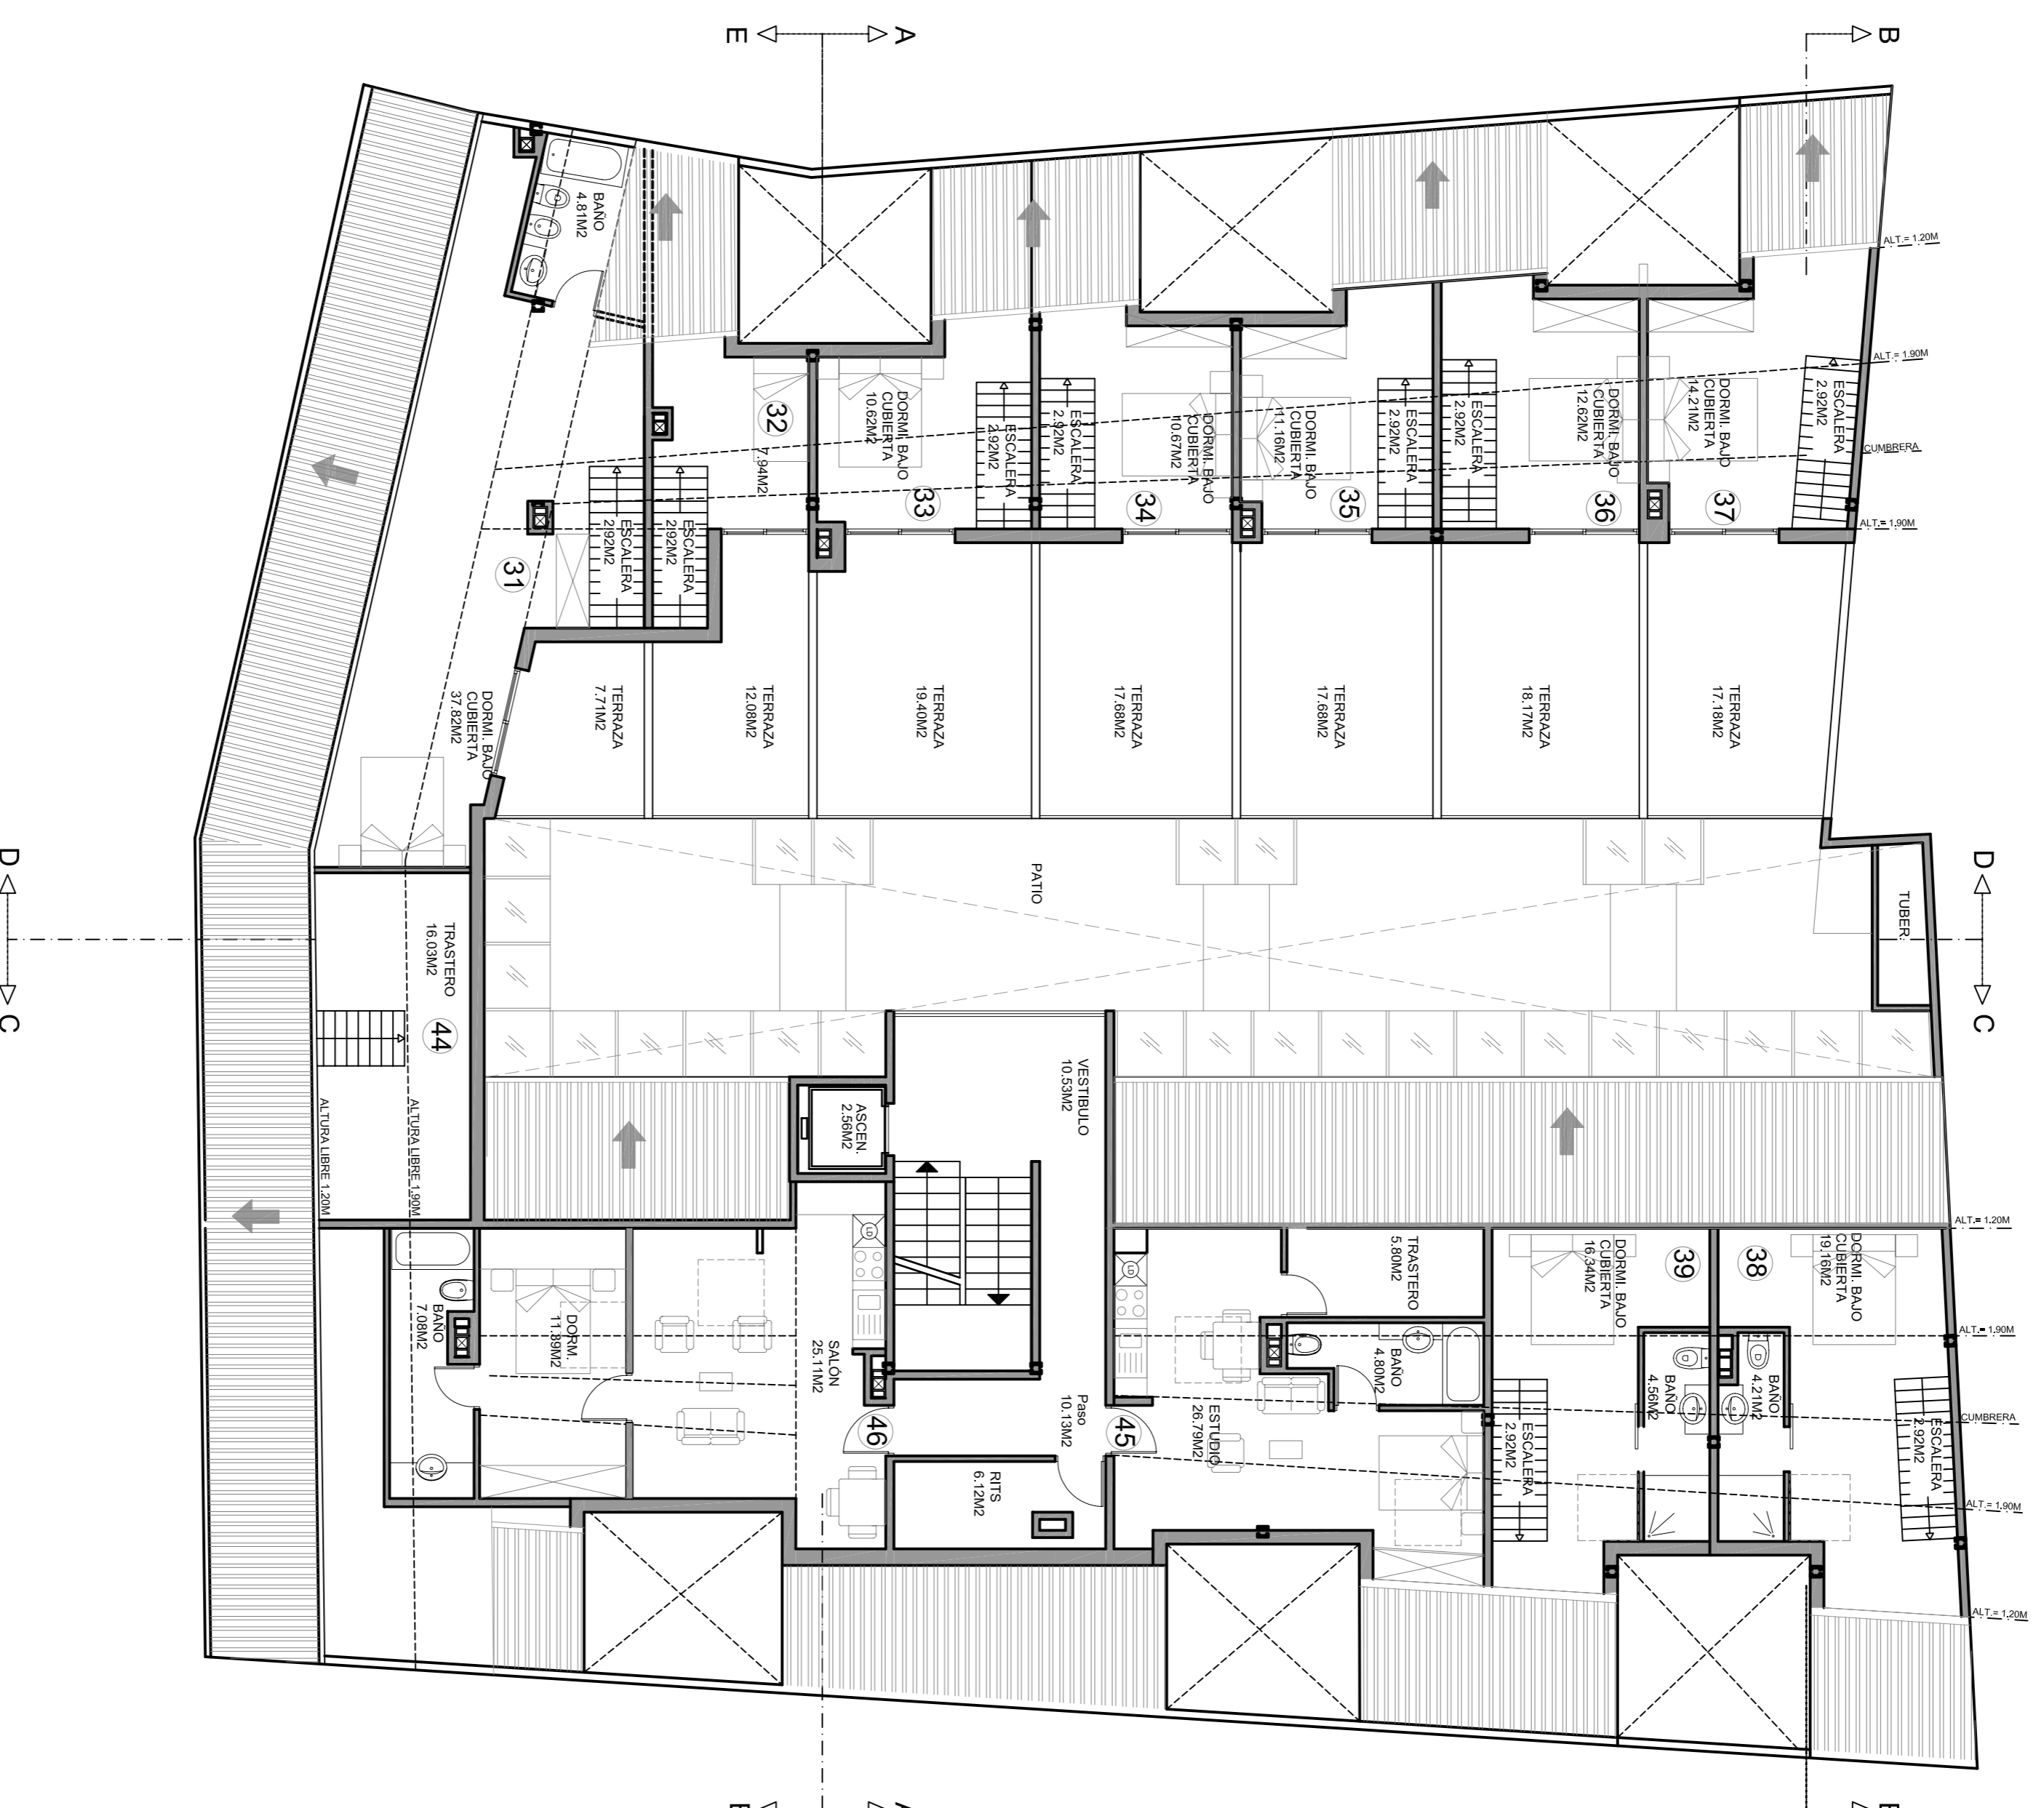 E
A
B
BAÑO
4.81M2
ALT.= 1.20M
ALT.= 1.90M
CUMBRERA
ALT.= 1.90M
31
32
7.94M2
33
34
35
36
37
DORMI. BAJO
CUBIERTA
10.62M2
DORMI. BAJO
CUBIERTA
10.67M2
DORMI. BAJO
CUBIERTA
11.16M2
DORMI. BAJO
CUBIERTA
12.62M2
DORMI. BAJO
CUBIERTA
14.21M2
ESCALERA
2.92M2
ESCALERA
2.92M2
ESCALERA
2.92M2
ESCALERA
2.92M2
ESCALERA
2.92M2
ESCALERA
2.92M2
ESCALERA
2.92M2
DORMI. BAJO
CUBIERTA
37.82M2
TERRAZA
7.71M2
TERRAZA
12.08M2
TERRAZA
19.40M2
TERRAZA
17.68M2
TERRAZA
17.68M2
TERRAZA
18.17M2
TERRAZA
17.18M2
D
C
D
C
PATIO
TUBER.
TRASTERO
16.03M2
44
ALTURA LIBRE 1.20M
ALTURA LIBRE 1.90M
VESTIBULO
10.53M2
ASCEN.
2.56M2
BAÑO
7.08M2
DORM.
11.39M2
SALÓN
25.11M2
LD
46
Paso
10.13M2
RITS
6.12M2
45
LD
ESTUDIO
26.79M2
TRASTERO
5.80M2
BAÑO
4.80M2
DORMI. BAJO
CUBIERTA
16.34M2
39
38
DORMI. BAJO
CUBIERTA
19.16M2
BAÑO
4.56M2
BAÑO
4.21M2
ESCALERA
2.92M2
ESCALERA
2.92M2
ALT.= 1.20M
ALT.= 1.90M
CUMBRERA
ALT.= 1.90M
ALT.= 1.20M